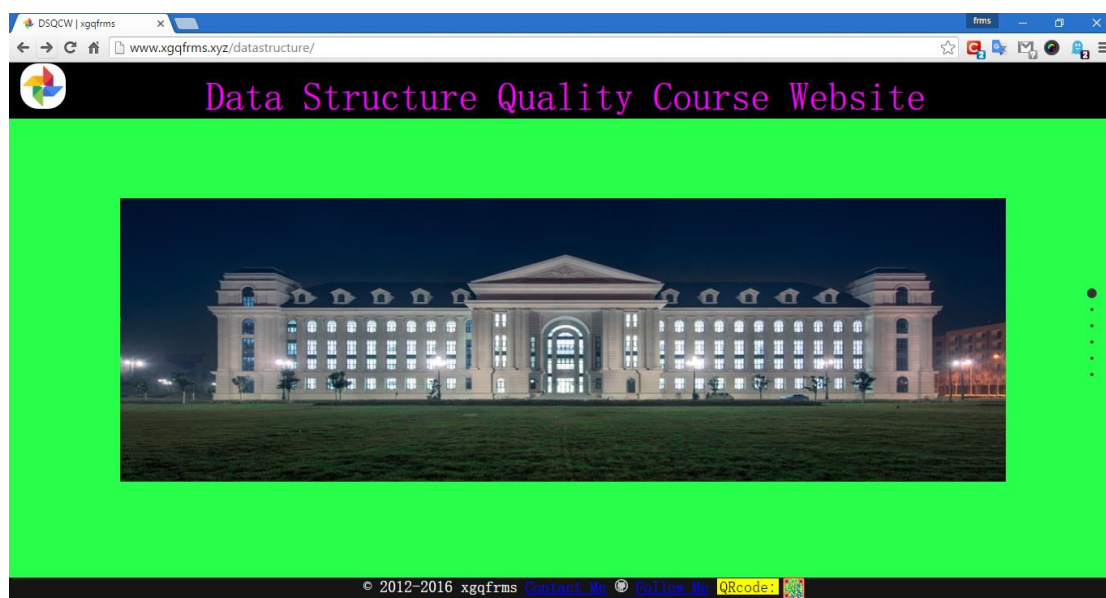 DSQCW | xgqfrms
frms
www.xgqfrms.xyz/datastructure/
Data Structure Quality Course Website
© 2012-2016 xgqfrms Contact Me Follow Me QRcode: